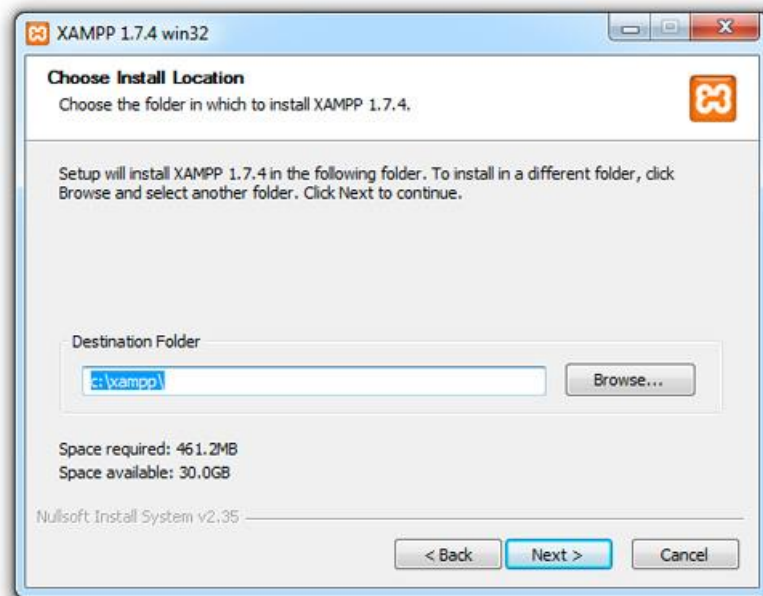 XAMPP 1.7.4 win32
Choose Install Location
Choose the folder in which to install XAMPP 1.7.4.
Setup will install XAMPP 1.7.4 in the following folder. To install in a different folder, click
Browse and select another folder. Click Next to continue.
Destination Folder
c:\xampp\
Browse...
Space required: 461.2MB
Space available: 30.0GB
Nullsoft Install System v2.35
< Back
Next >
Cancel